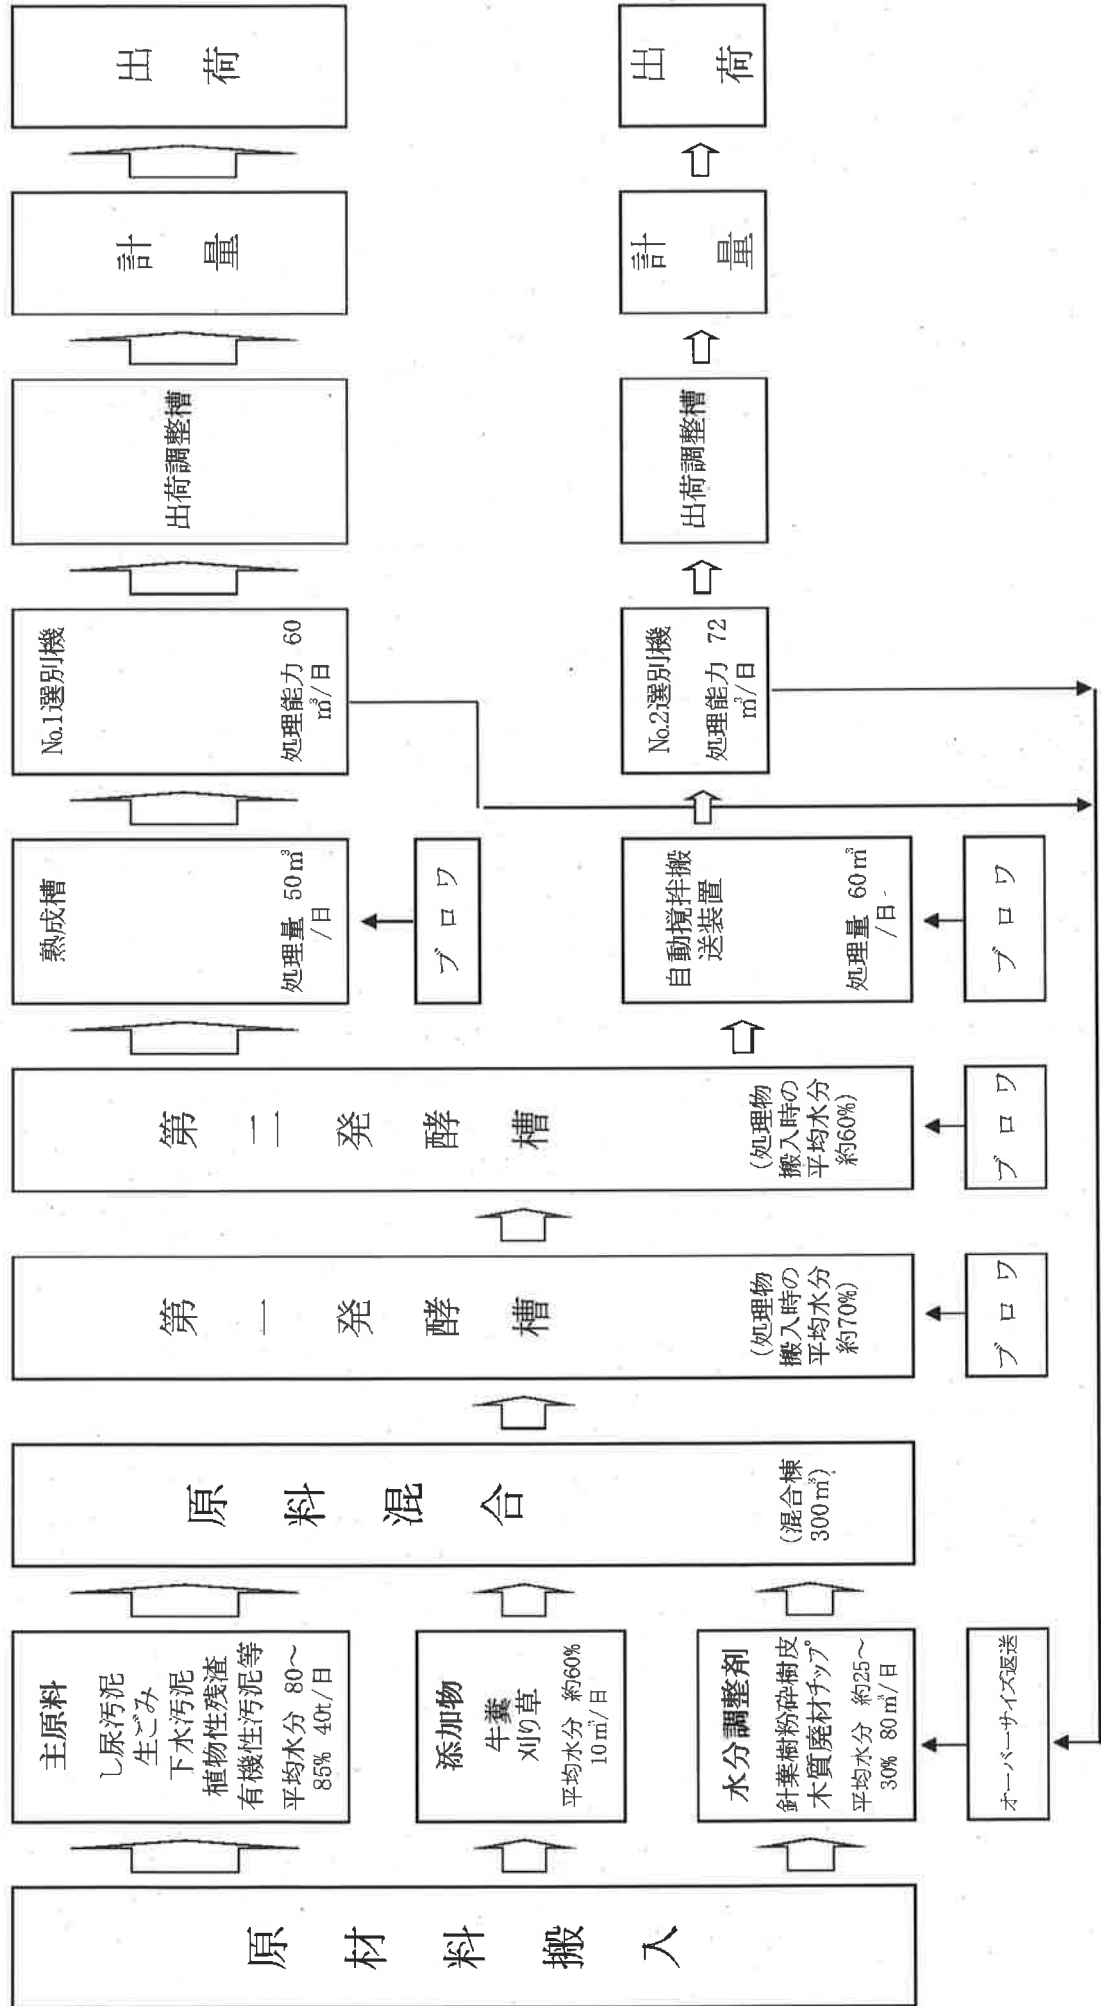 原材料搬入
主原料
し尿汚泥
生ごみ
下水汚泥
植物性残渣
有機性汚泥等
平均水分 80～
85% 40t/日
添加物
牛糞
刈り草
平均水分 約60%
10㎥/日
水分調整剤
針葉樹粉砕樹皮
木質廃材チップ
平均水分 約25～
30% 80㎥/日
オーバーサイズ返送
原料混合
(混合棟
300㎥)
第一発酵槽
(処理物
搬入時の
平均水分
約70%)
ブロワ
第二発酵槽
(処理物
搬入時の
平均水分
約60%)
ブロワ
熟成槽
処理量 50㎥
/日
ブロワ
自動撹拌搬
送装置
処理量 60㎥
/日
ブロワ
No.1選別機
処理能力 60
㎥/日
No.2選別機
処理能力 72
㎥/日
出荷調整槽
出荷調整槽
計量
計量
出荷
出荷